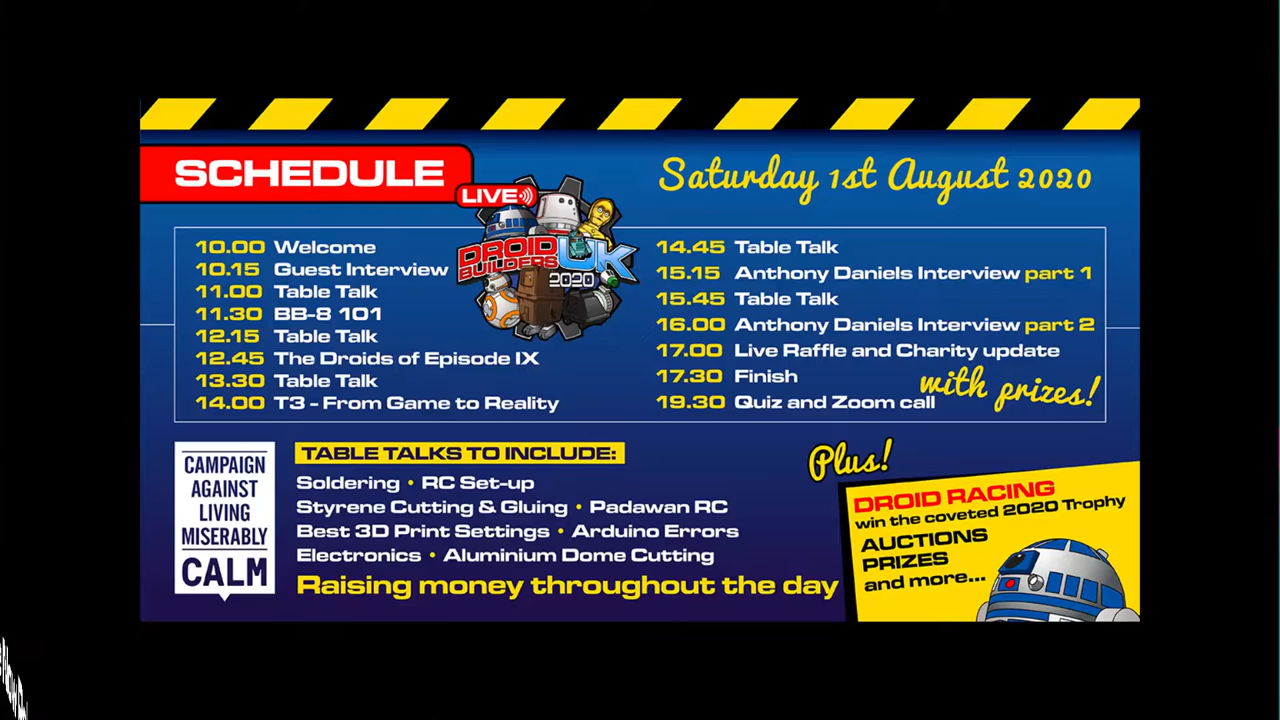 SCHEDULE
LIVE
DROID
BUILDERS
UK
2020
Saturday 1st August 2020
10.00 Welcome
10.15 Guest Interview
11.00 Table Talk
11.30 BB-8 101
12.15 Table Talk
12.45 The Droids of Episode IX
13.30 Table Talk
14.00 T3 - From Game to Reality
14.45 Table Talk
15.15 Anthony Daniels Interview part 1
15.45 Table Talk
16.00 Anthony Daniels Interview part 2
17.00 Live Raffle and Charity update
17.30 Finish
19.30 Quiz and Zoom call
with prizes!
CAMPAIGN
AGAINST
LIVING
MISERABLY
CALM
TABLE TALKS TO INCLUDE:
Soldering • RC Set-up
Styrene Cutting & Gluing • Padawan RC
Best 3D Print Settings • Arduino Errors
Electronics • Aluminium Dome Cutting
Raising money throughout the day
Plus!
DROID RACING
win the coveted 2020 Trophy
AUCTIONS
PRIZES
and more...